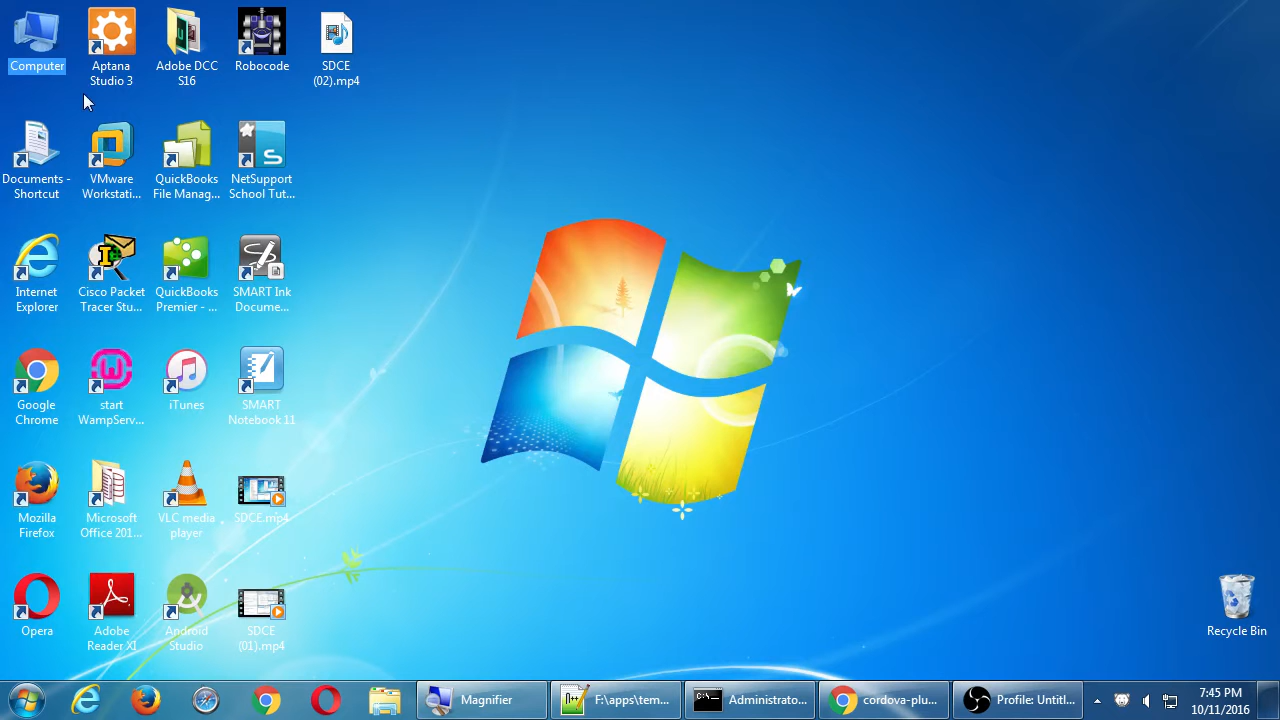 Computer
Aptana
Studio 3
Adobe DCC
S16
Robocode
SDCE
(02).mp4
Documents -
Shortcut
VMware
Workstati...
QuickBooks
File Manag...
NetSupport
School Tut...
Internet
Explorer
Cisco Packet
Tracer Stu...
QuickBooks
Premier - ...
SMART Ink
Docume...
Google
Chrome
start
WampServ...
iTunes
SMART
Notebook 11
Mozilla
Firefox
Microsoft
Office 201...
VLC media
player
SDCE.mp4
Opera
Adobe
Reader XI
Android
Studio
SDCE
(01).mp4
Recycle Bin
Magnifier
F:\apps\tem...
Administrato...
cordova-plu...
Profile: Untitl...
7:45 PM
10/11/2016